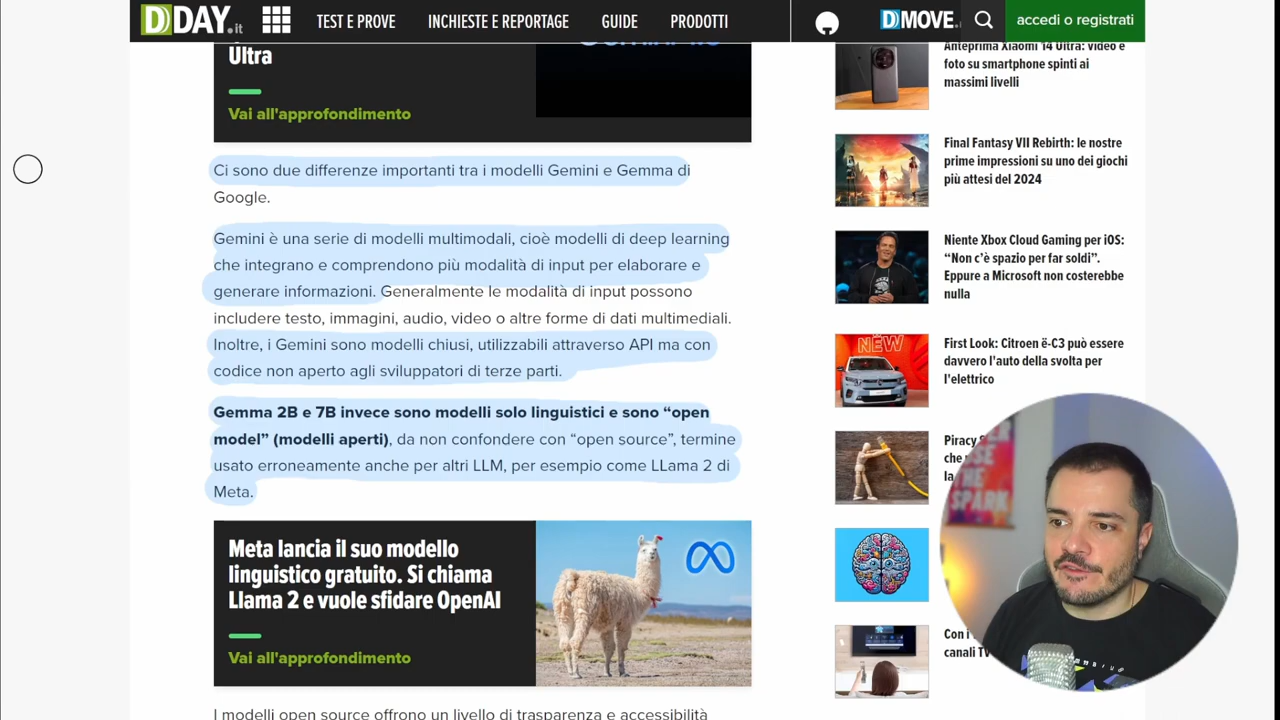 DDAY.it
TEST E PROVE
INCHIESTE E REPORTAGE
GUIDE
PRODOTTI
DMOVE.
accedi o registrati
Ultra
Vai all'approfondimento
Ci sono due differenze importanti tra i modelli Gemini e Gemma di
Google.
Gemini è una serie di modelli multimodali, cioè modelli di deep learning
che integrano e comprendono più modalità di input per elaborare e
generare informazioni. Generalmente le modalità di input possono
includere testo, immagini, audio, video o altre forme di dati multimediali.
Inoltre, i Gemini sono modelli chiusi, utilizzabili attraverso API ma con
codice non aperto agli sviluppatori di terze parti.
Gemma 2B e 7B invece sono modelli solo linguistici e sono “open
model” (modelli aperti), da non confondere con “open source”, termine
usato erroneamente anche per altri LLM, per esempio come LLama 2 di
Meta.
Meta lancia il suo modello
linguistico gratuito. Si chiama
Llama 2 e vuole sfidare OpenAI
Vai all'approfondimento
I modelli open source offrono un livello di trasparenza e accessibilità
Anteprima Xiaomi 14 Ultra: video e
foto su smartphone spinti ai
massimi livelli
Final Fantasy VII Rebirth: le nostre
prime impressioni su uno dei giochi
più attesi del 2024
Niente Xbox Cloud Gaming per iOS:
“Non c’è spazio per far soldi”.
Eppure a Microsoft non costerebbe
nulla
First Look: Citroen ë-C3 può essere
davvero l'auto della svolta per
l'elettrico
NEW
Piracy
che
la
Con i
canali TV
THE
SPARK